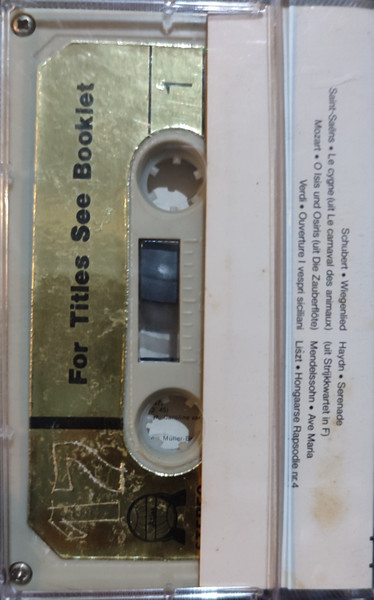 For Titles See Booklet
1
Schubert • Wiegenlied
Saint-Saëns • Le cygne (uit Le carnaval des animaux)
Mozart • O Isis und Osiris (uit Die Zauberflöte)
Verdi • Ouverture I vespri siciliani
Haydn • Serenade
(uit Strijkkwartet in F)
Mendelssohn • Ave Maria
Liszt • Hongaarse Rapsodie nr.4